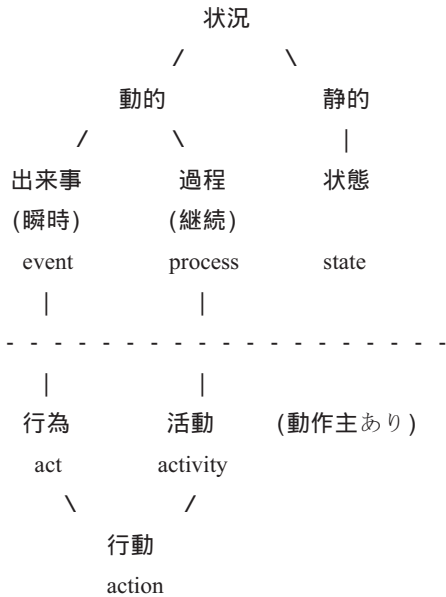 状況
/ \
動的 静的
/ \ |
出来事 過程 状態
(瞬時) (継続)
event process state
| |
- - - - - - - - - - - - - - - - - - -
| |
行為 活動 (動作主あり)
act activity
\ /
行動
action